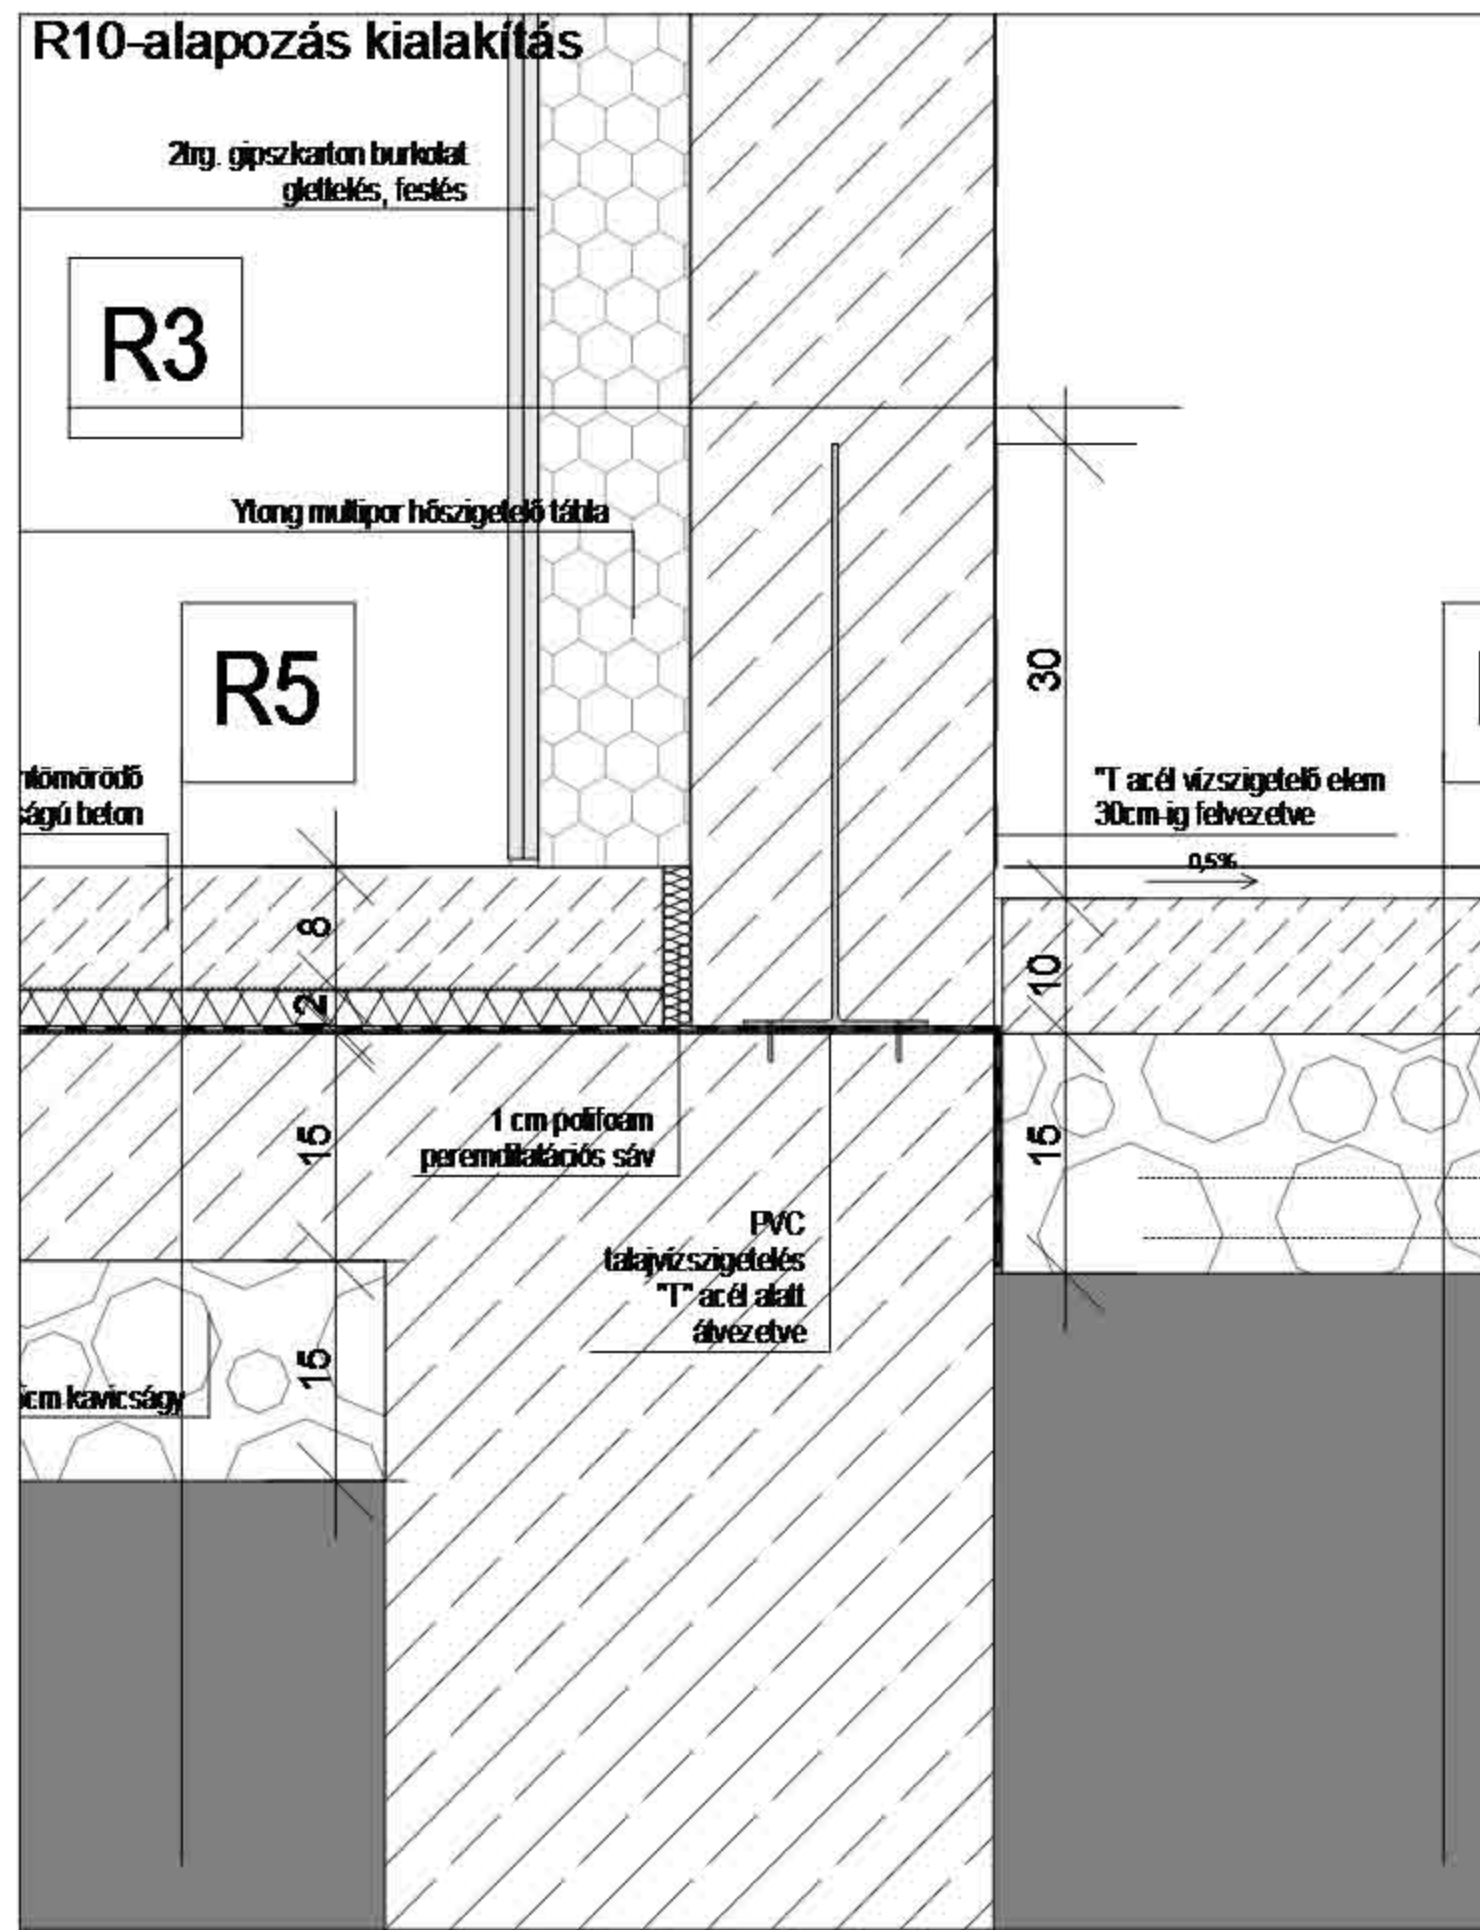 R10-alapozás kialakítás
2trg. gipszkarton burkolat
glettelés, festés
R3
Ytong multipor hőszigetelő tábla
R5
30
ntömörödő
ságú beton
"T acél vízszigetelő elem
30cm-ig felvezetve
0,5%
8
2
10
15
15
1 cm polifoam
peremdilatációs sáv
PVC
talajvízszigetelés
"T" acél alatt
átvezetve
15
cm kavicságy